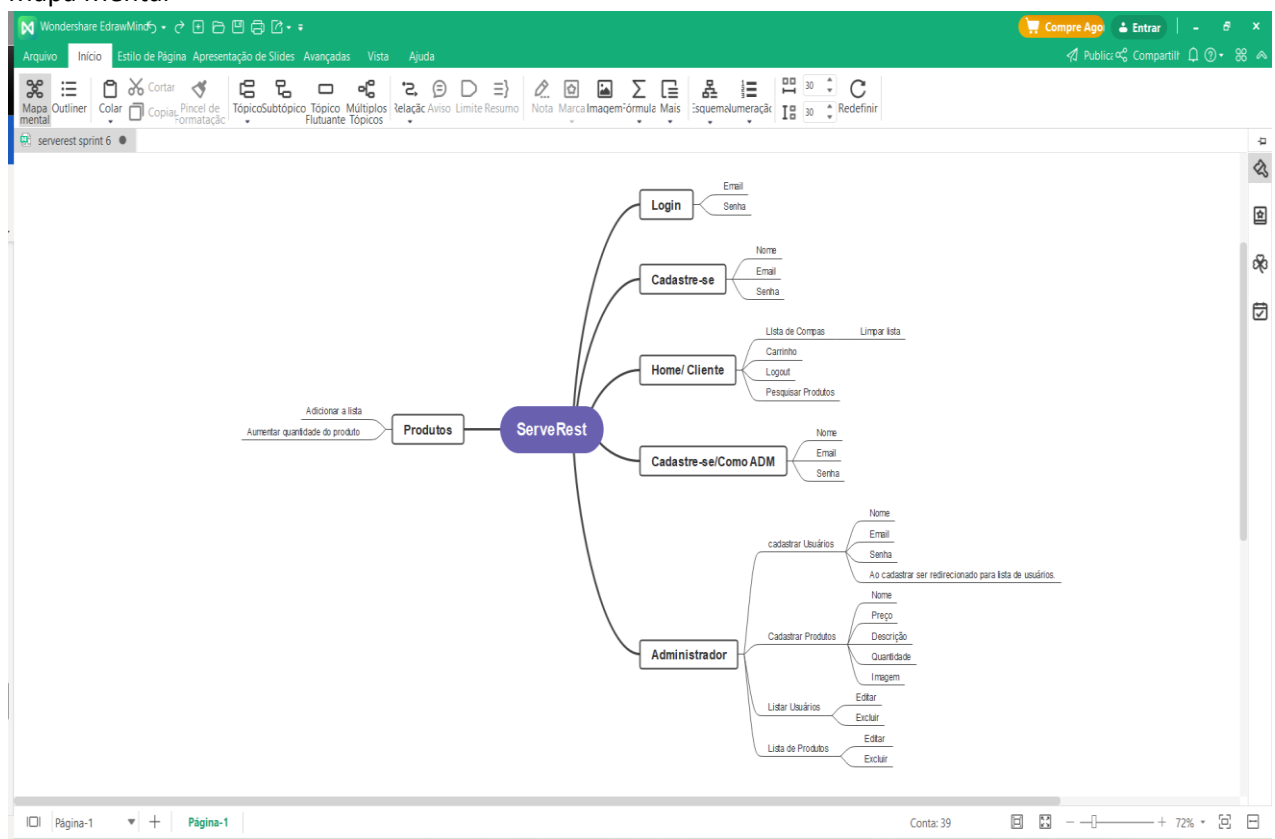 Mapa mental
Wondershare EdrawMind
Compre Ago
Entrar
Arquivo Início Estilo de Página Apresentação de Slides Avançadas Vista Ajuda
Compartilh
Mapa mental
Outliner
Colar
Cortar
Copiar
Pincel de Formatação
Tópico
Subtópico
Tópico Flutuante
Múltiplos Tópicos
Relação
Aviso
Limite
Resumo
Nota
Marca
Imagem
Fórmula
Mais
Esquema
Numeração
30
30
Redefinir
serverest sprint 6
Email
Login
Senha
Nome
Cadastre-se
Email
Senha
LIsta de Compas
Limpar lista
Carrinho
Home/ Cliente
Logout
Pesquisar Produtos
Adicionar a lista
Aumentar quantidade do produto
Produtos
ServeRest
Nome
Cadastre-se/Como ADM
Email
Senha
Nome
Email
cadastrar Usuários
Senha
Ao cadastrar ser redirecionado para lista de usuários.
Nome
Preço
Cadastrar Produtos
Descrição
Quantidade
Imagem
Administrador
Listar Usuários
Editar
Excluir
Lista de Produtos
Editar
Excluir
Página-1
Página-1
Conta: 39
72%